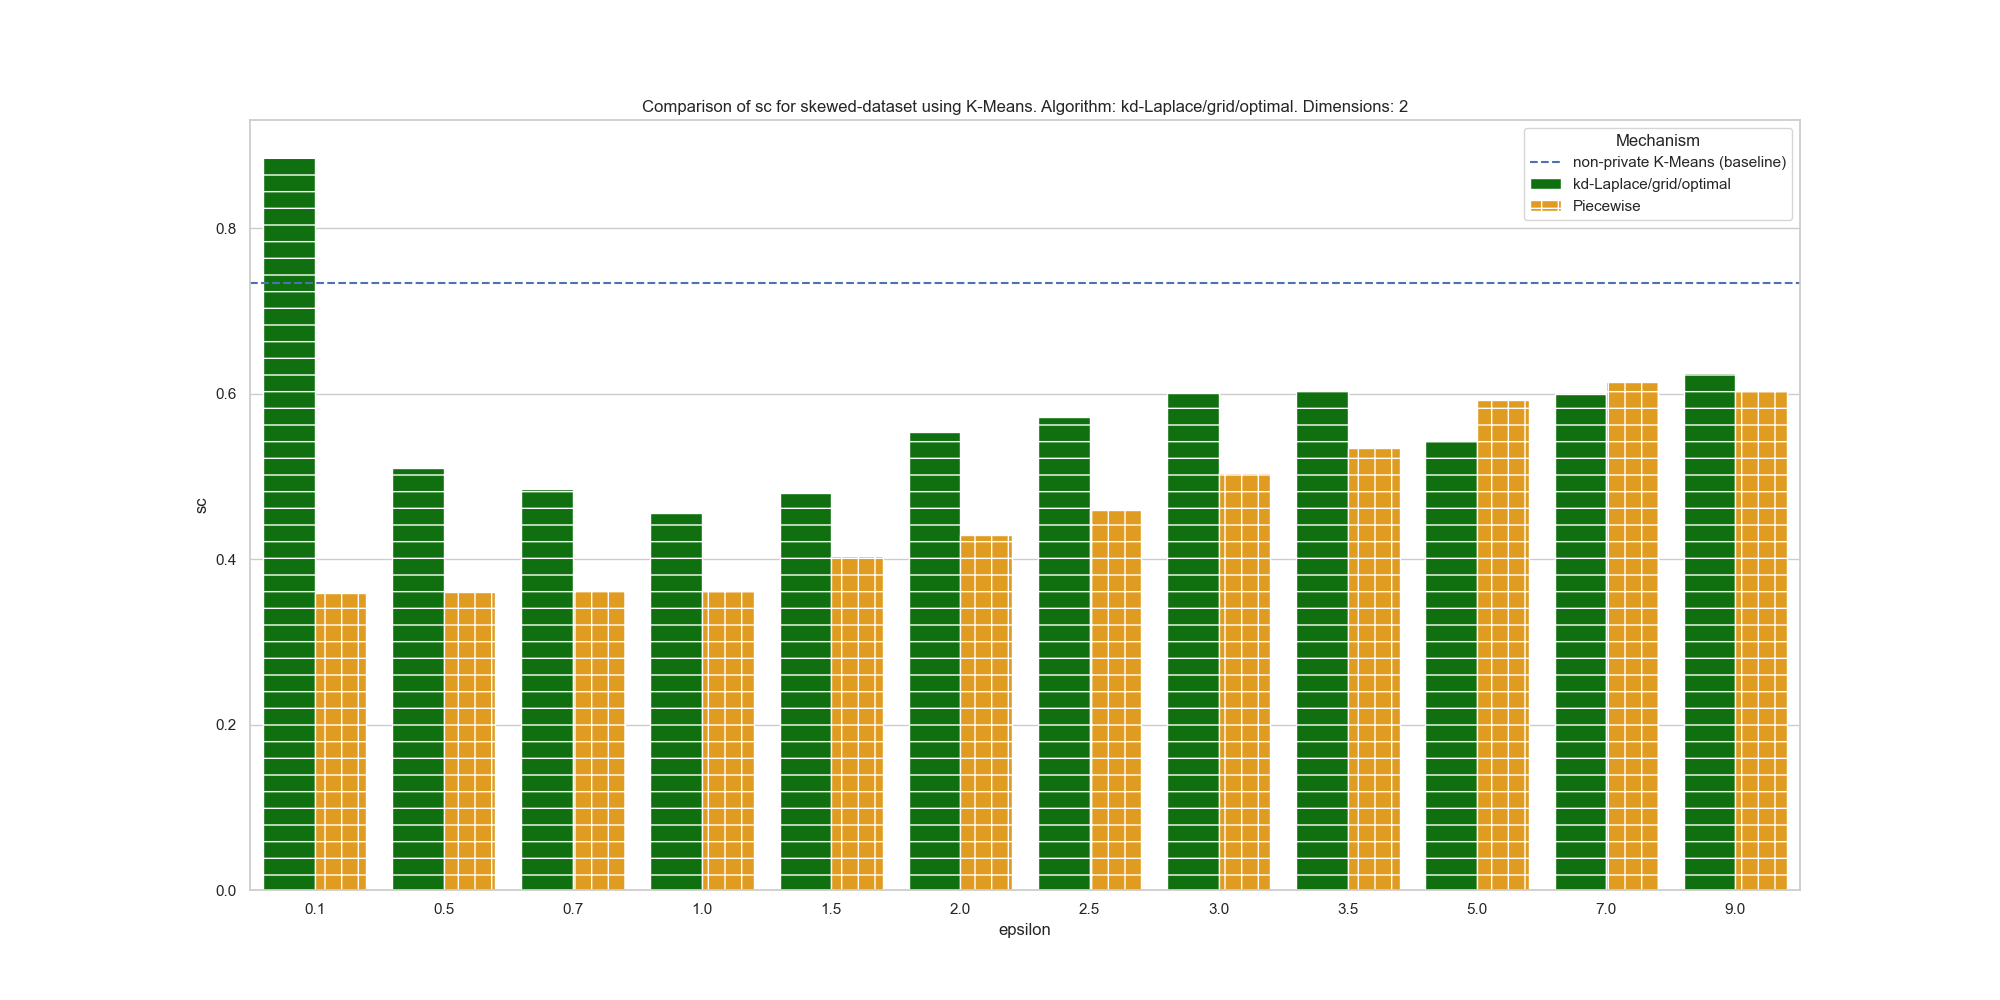 Comparison of sc for skewed-dataset using K-Means. Algorithm: kd-Laplace/grid/optimal. Dimensions: 2
Mechanism
non-private K-Means (baseline)
kd-Laplace/grid/optimal
Piecewise
sc
0.8
0.6
0.4
0.2
0.0
0.1 0.5 0.7 1.0 1.5 2.0 2.5 3.0 3.5 5.0 7.0 9.0
epsilon